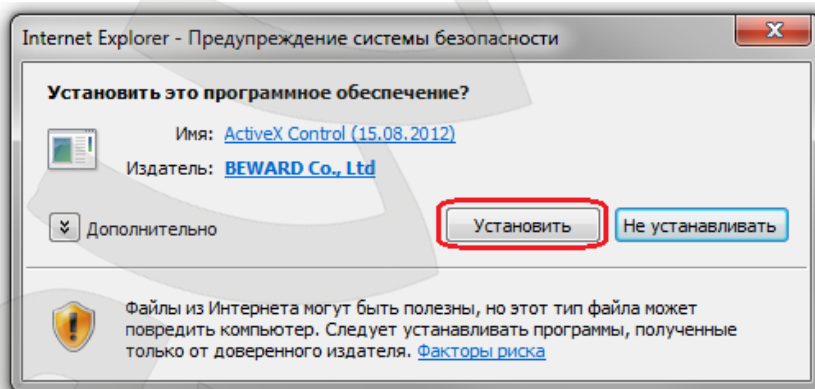 Internet Explorer - Предупреждение системы безопасности
Установить это программное обеспечение?
Имя: ActiveX Control (15.08.2012)
Издатель: BEWARD Co., Ltd
Дополнительно
Установить
Не устанавливать
Файлы из Интернета могут быть полезны, но этот тип файла может
повредить компьютер. Следует устанавливать программы, полученные
только от доверенного издателя. Факторы риска